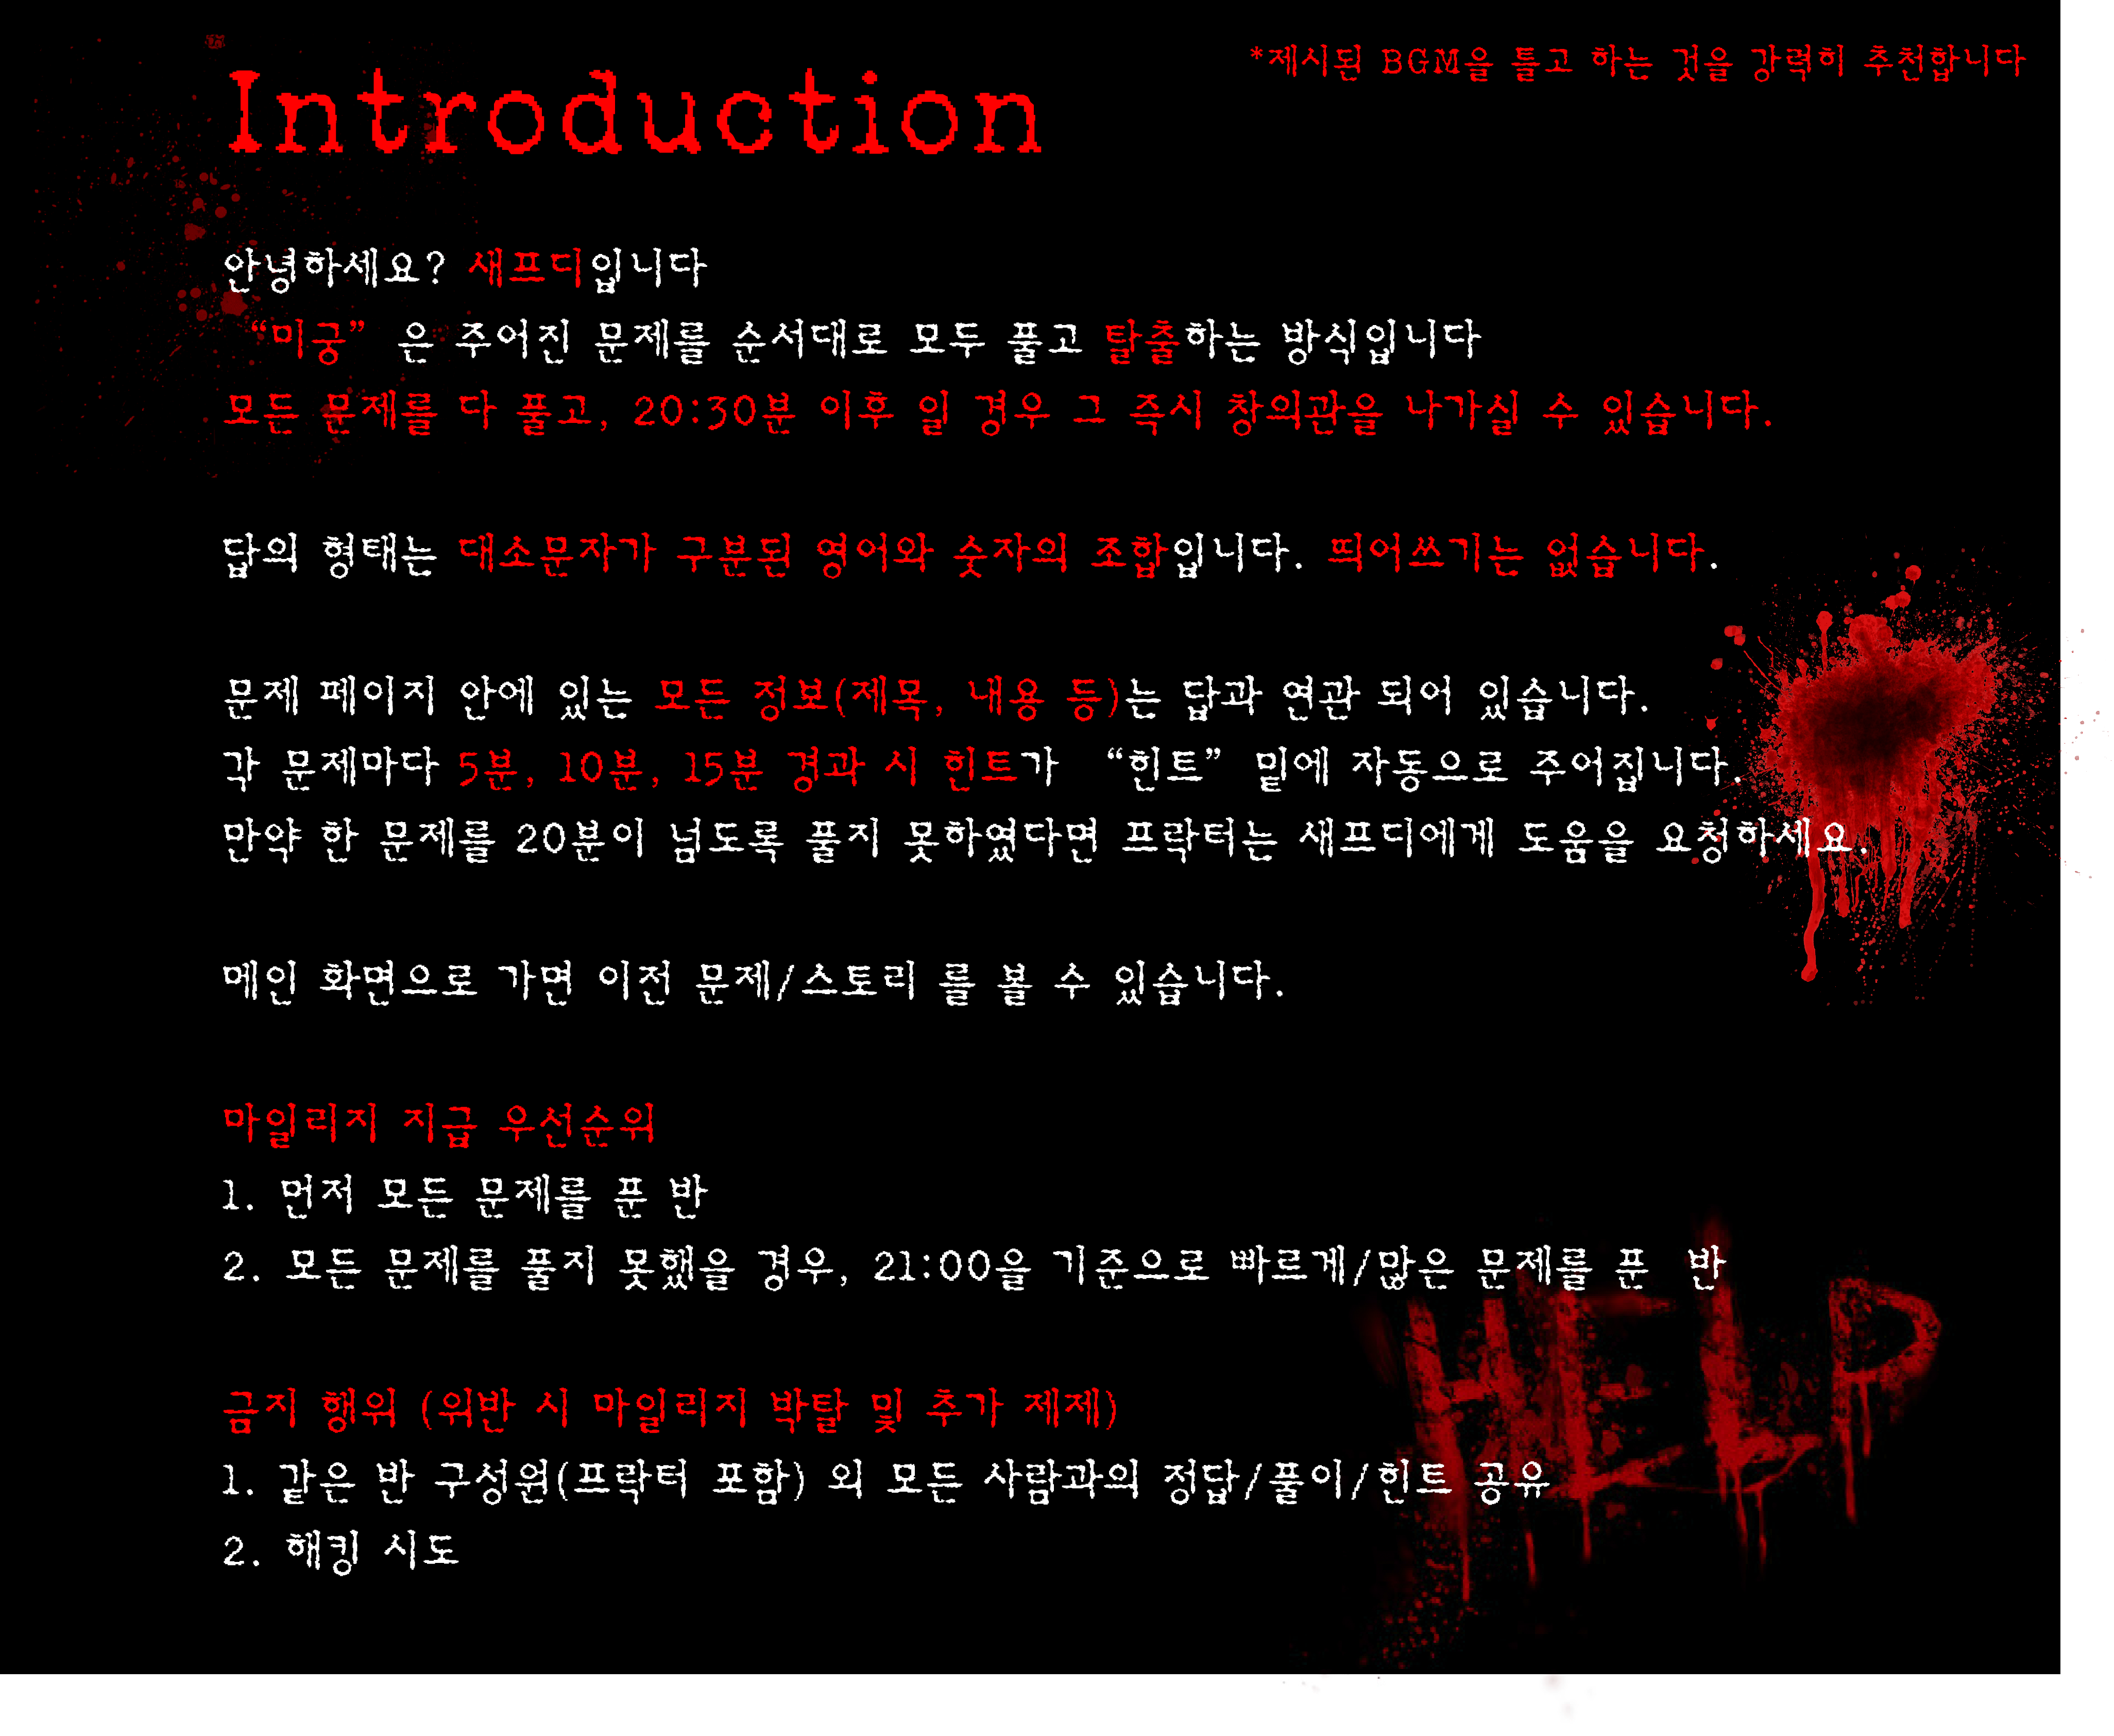 *제시된 BGM을 틀고 하는 것을 강력히 추천합니다
Introduction
안녕하세요? 새프디입니다
“미궁” 은 주어진 문제를 순서대로 모두 풀고 탈출하는 방식입니다
모든 문제를 다 풀고, 20:30분 이후 일 경우 그 즉시 창의관을 나가실 수 있습니다.
답의 형태는 대소문자가 구분된 영어와 숫자의 조합입니다. 띄어쓰기는 없습니다.
문제 페이지 안에 있는 모든 정보(제목, 내용 등)는 답과 연관 되어 있습니다.
각 문제마다 5분, 10분, 15분 경과 시 힌트가 “힌트” 밑에 자동으로 주어집니다.
만약 한 문제를 20분이 넘도록 풀지 못하였다면 프락터는 새프디에게 도움을 요청하세요.
메인 화면으로 가면 이전 문제/스토리 를 볼 수 있습니다.
마일리지 지급 우선순위
1. 먼저 모든 문제를 푼 반
2. 모든 문제를 풀지 못했을 경우, 21:00을 기준으로 빠르게/많은 문제를 푼 반
HELP
금지 행위 (위반 시 마일리지 박탈 및 추가 제제)
1. 같은 반 구성원(프락터 포함) 외 모든 사람과의 정답/풀이/힌트 공유
2. 해킹 시도